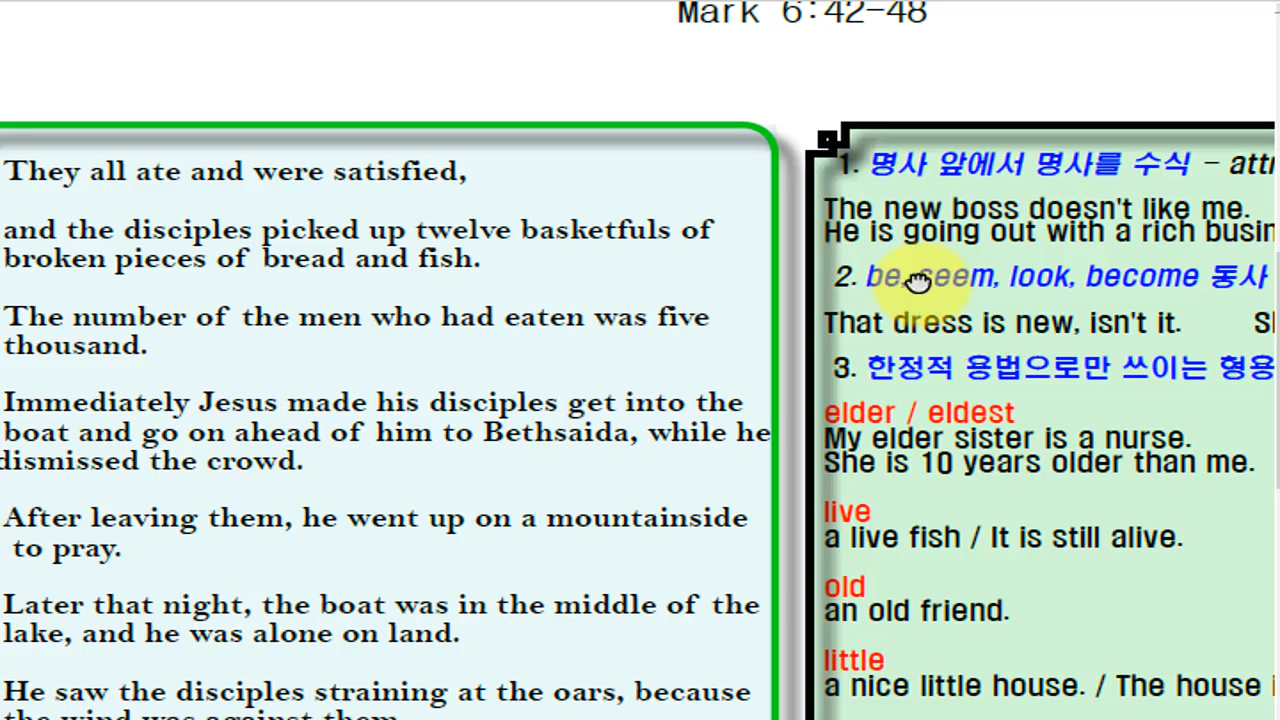 Mark 6:42-48
They all ate and were satisfied,
and the disciples picked up twelve basketfuls of
broken pieces of bread and fish.
The number of the men who had eaten was five
thousand.
Immediately Jesus made his disciples get into the
boat and go on ahead of him to Bethsaida, while he
dismissed the crowd.
After leaving them, he went up on a mountainside
to pray.
Later that night, the boat was in the middle of the
lake, and he was alone on land.
He saw the disciples straining at the oars, because
the wind was against them.
1. 명사 앞에서 명사를 수식 -
The new boss doesn't like me.
He is going out with a rich
2. be, seem, look, become 동사
That dress is new, isn't it.
3. 한정적 용법으로만 쓰이는
elder / eldest
My elder sister is a nurse.
She is 10 years older than me.
live
a live fish / It is still alive.
old
an old friend.
little
a nice little house. / The house